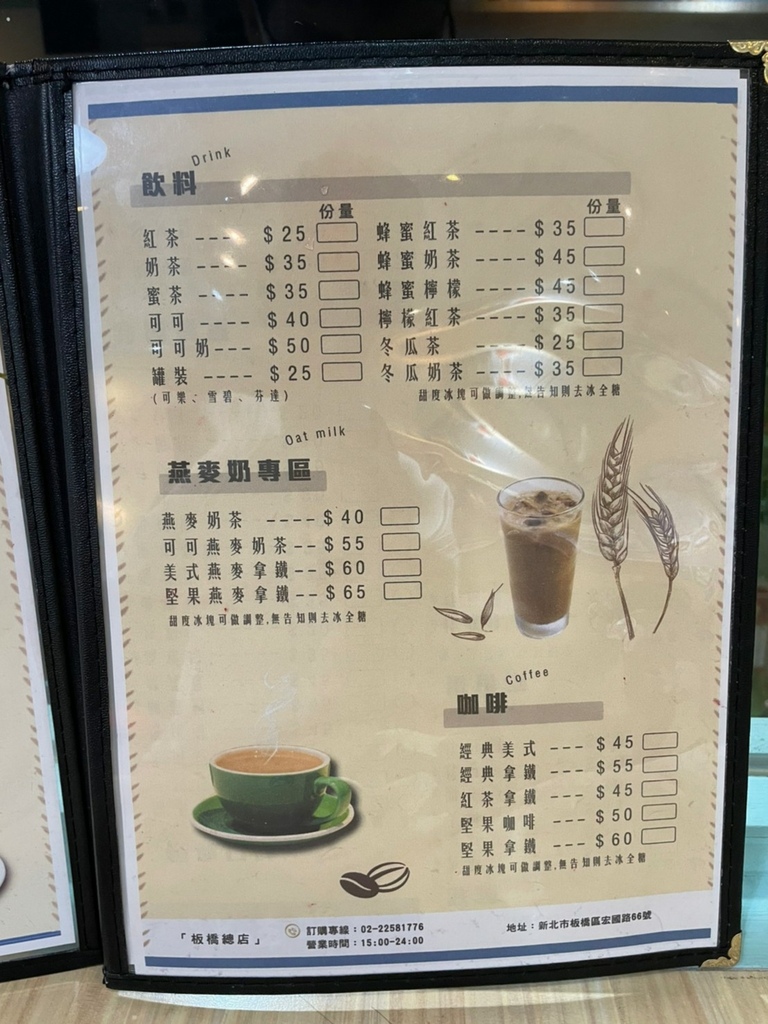 Drink
飲料
份量
紅茶 ---- $25
奶茶 ---- $35
蜜茶 ---- $35
可可 ---- $40
可可奶--- $50
罐裝 ---- $25
(可樂、雪碧、芬達)
份量
蜂蜜紅茶 ---- $35
蜂蜜奶茶 ---- $45
蜂蜜檸檬 ---- $45
檸檬紅茶 ---- $35
冬瓜茶 ---- $25
冬瓜奶茶 ---- $35
甜度冰塊可做調整,無告知則去冰全糖
Oat milk
燕麥奶專區
燕麥奶茶 ---- $40
可可燕麥奶茶-- $55
美式燕麥拿鐵-- $60
堅果燕麥拿鐵-- $65
甜度冰塊可做調整,無告知則去冰全糖
Coffee
咖啡
經典美式 --- $45
經典拿鐵 --- $55
紅茶拿鐵 --- $45
堅果咖啡 --- $50
堅果拿鐵 --- $60
甜度冰塊可做調整,無告知則去冰全糖
「板橋總店」
訂購專線:02-22581776
營業時間:15:00-24:00
地址:新北市板橋區宏國路66號